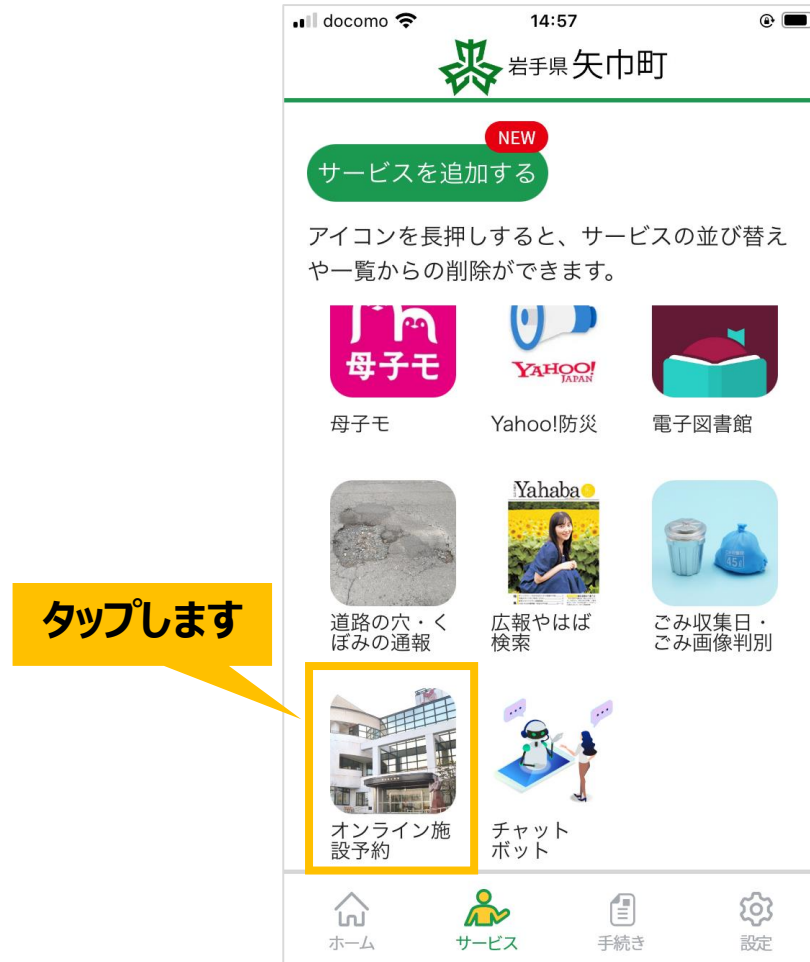 docomo 14:57
岩手県 矢巾町
NEW
サービスを追加する
アイコンを長押しすると、サービスの並び替え
や一覧からの削除ができます。
母子モ
YAHOO!
JAPAN
母子モ
Yahoo!防災
電子図書館
Yahaba
45ℓ
道路の穴・く
ぼみの通報
広報やはば
検索
ごみ収集日・
ごみ画像判別
タップします
オンライン施
設予約
チャット
ボット
ホーム
サービス
手続き
設定